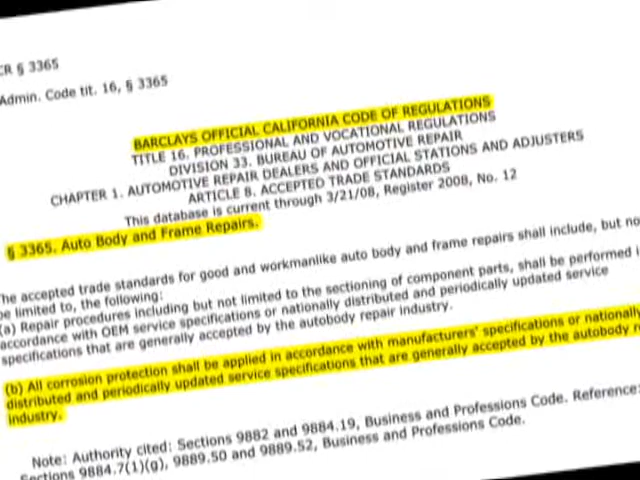 CR § 3365
Admin. Code tit. 16, § 3365
BARCLAYS OFFICIAL CALIFORNIA CODE OF REGULATIONS
TITLE 16. PROFESSIONAL AND VOCATIONAL REGULATIONS
DIVISION 33. BUREAU OF AUTOMOTIVE REPAIR
CHAPTER 1. AUTOMOTIVE REPAIR DEALERS AND OFFICIAL STATIONS AND ADJUSTERS
ARTICLE 8. ACCEPTED TRADE STANDARDS
This database is current through 3/21/08, Register 2008, No. 12
§ 3365. Auto Body and Frame Repairs.
The accepted trade standards for good and workmanlike auto body and frame repairs shall include, but no
be limited to, the following:
(a) Repair procedures including but not limited to the sectioning of component parts, shall be performed i
accordance with OEM service specifications or nationally distributed and periodically updated service
specifications that are generally accepted by the autobody repair industry.
(b) All corrosion protection shall be applied in accordance with manufacturers' specifications or nationally
distributed and periodically updated service specifications that are generally accepted by the autobody r
industry.
Note: Authority cited: Sections 9882 and 9884.19, Business and Professions Code. Reference:
Sections 9884.7(1)(g), 9889.50 and 9889.52, Business and Professions Code.